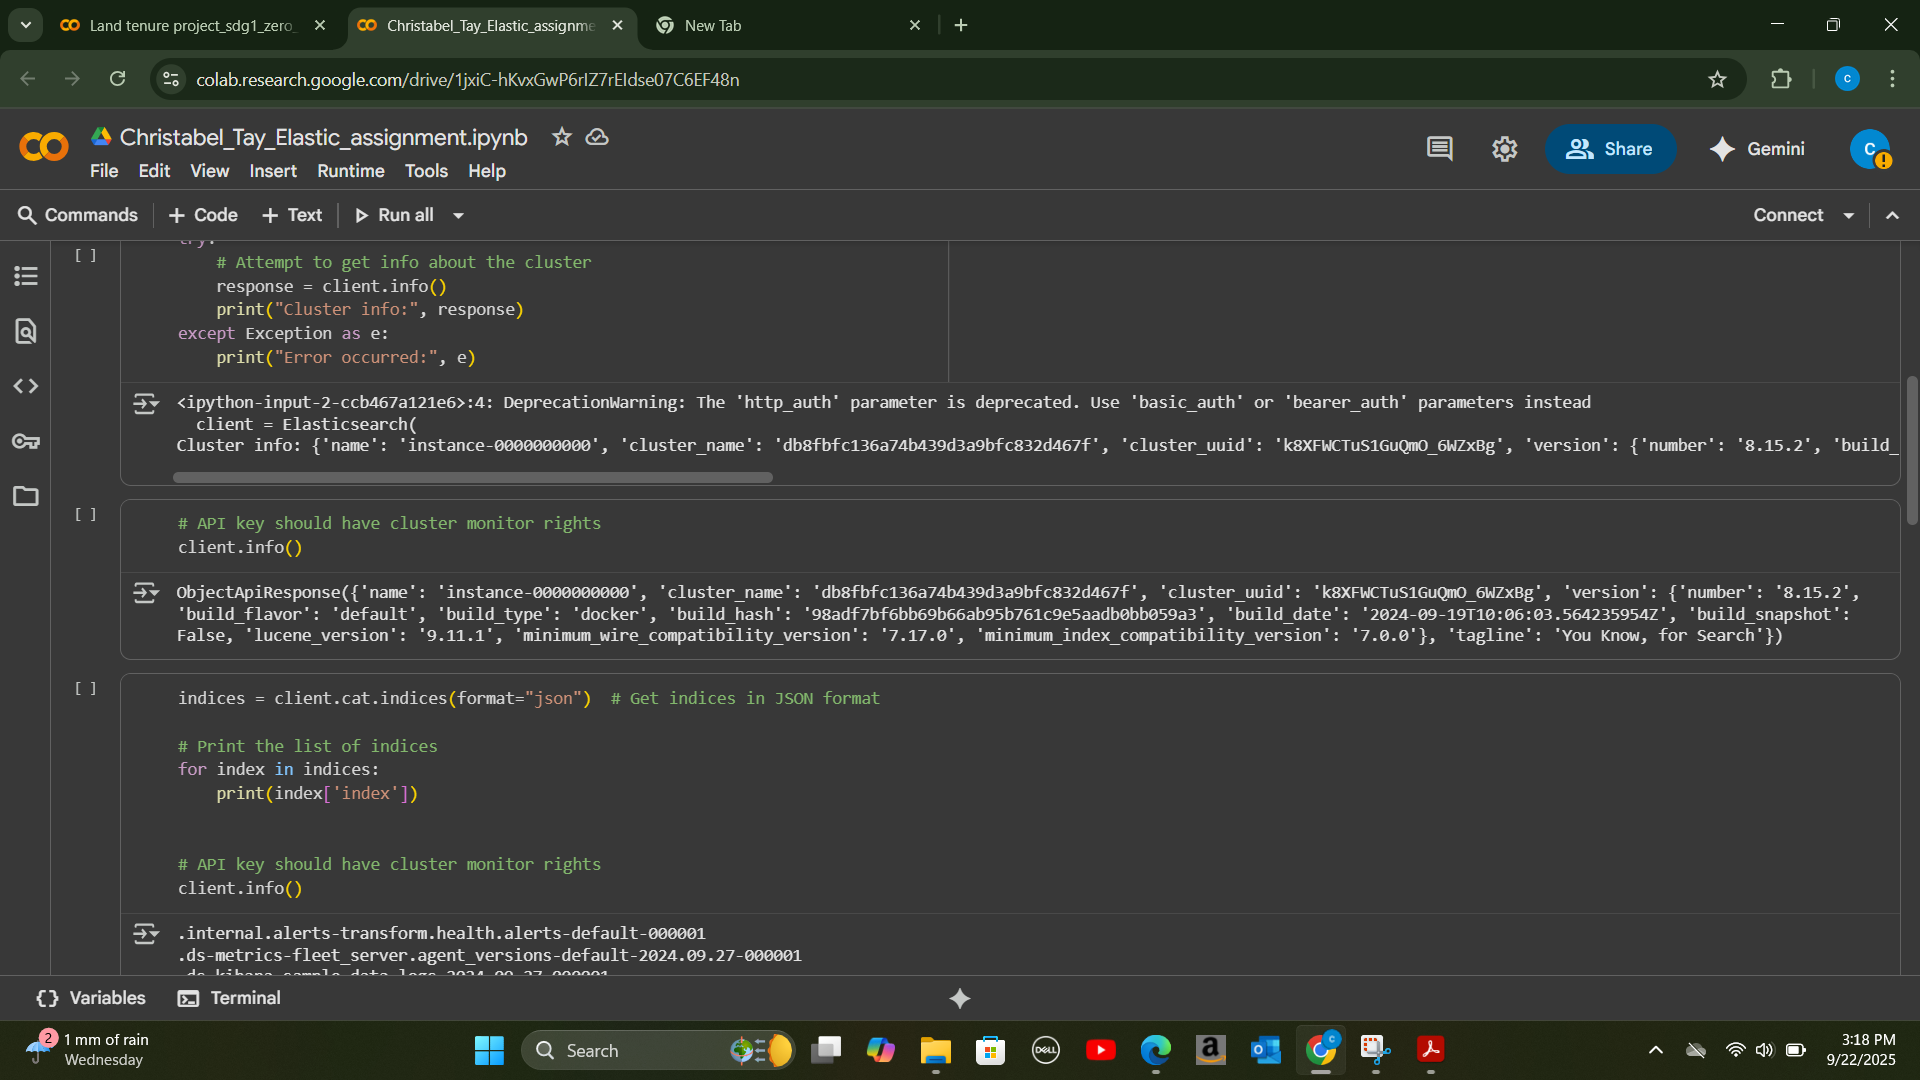 Land tenure project_sdg1_zero_
Christabel_Tay_Elastic_assignme
New Tab
colab.research.google.com/drive/1jxiC-hKvxGwP6rIZ7rEIdse07C6EF48n
C
CO
Christabel_Tay_Elastic_assignment.ipynb
Share
Gemini
C
File Edit View Insert Runtime Tools Help
Commands
+ Code
+ Text
Run all
Connect
[ ]
try:
# Attempt to get info about the cluster
response = client.info()
print("Cluster info:", response)
except Exception as e:
print("Error occurred:", e)
<ipython-input-2-ccb467a121e6>:4: DeprecationWarning: The 'http_auth' parameter is deprecated. Use 'basic_auth' or 'bearer_auth' parameters instead
client = Elasticsearch(
Cluster info: {'name': 'instance-0000000000', 'cluster_name': 'db8fbfc136a74b439d3a9bfc832d467f', 'cluster_uuid': 'k8XFWCTuS1GuQmO_6WZxBg', 'version': {'number': '8.15.2', 'build_
[ ]
# API key should have cluster monitor rights
client.info()
ObjectApiResponse({'name': 'instance-0000000000', 'cluster_name': 'db8fbfc136a74b439d3a9bfc832d467f', 'cluster_uuid': 'k8XFWCTuS1GuQmO_6WZxBg', 'version': {'number': '8.15.2',
'build_flavor': 'default', 'build_type': 'docker', 'build_hash': '98adf7bf6bb69b66ab95b761c9e5aadb0bb059a3', 'build_date': '2024-09-19T10:06:03.564235954Z', 'build_snapshot':
False, 'lucene_version': '9.11.1', 'minimum_wire_compatibility_version': '7.17.0', 'minimum_index_compatibility_version': '7.0.0'}, 'tagline': 'You Know, for Search'})
[ ]
indices = client.cat.indices(format="json") # Get indices in JSON format
# Print the list of indices
for index in indices:
print(index['index'])
# API key should have cluster monitor rights
client.info()
.internal.alerts-transform.health.alerts-default-000001
.ds-metrics-fleet_server.agent_versions-default-2024.09.27-000001
.ds-kibana_sample_data_logs-2024.09.27-000001
{} Variables
Terminal
2
1 mm of rain
Wednesday
Search
DELL
a
3:18 PM
9/22/2025